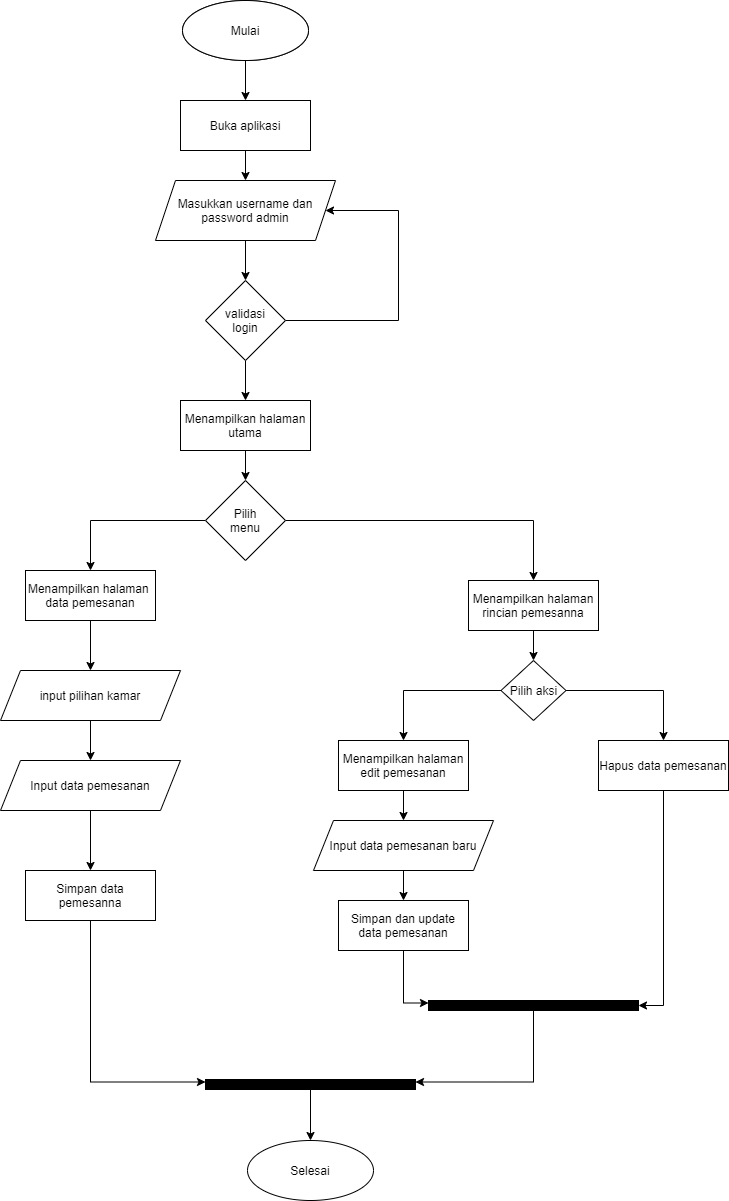 Mulai
Buka aplikasi
Masukkan username dan
password admin
validasi
login
Menampilkan halaman
utama
Pilih
menu
Menampilkan halaman
data pemesanan
input pilihan kamar
Input data pemesanan
Simpan data
pemesanna
Menampilkan halaman
rincian pemesanna
Pilih aksi
Menampilkan halaman
edit pemesanan
Input data pemesanan baru
Simpan dan update
data pemesanan
Hapus data pemesanan
Selesai